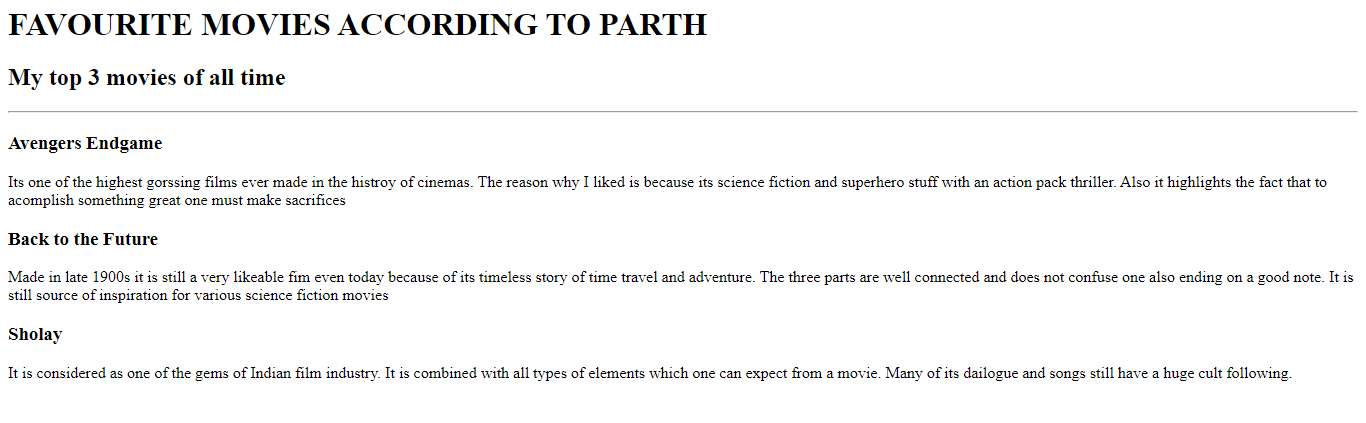 FAVOURITE MOVIES ACCORDING TO PARTH
My top 3 movies of all time
Avengers Endgame
Its one of the highest gorssing films ever made in the histroy of cinemas. The reason why I liked is because its science fiction and superhero stuff with an action pack thriller. Also it highlights the fact that to
acomplish something great one must make sacrifices
Back to the Future
Made in late 1900s it is still a very likeable fim even today because of its timeless story of time travel and adventure. The three parts are well connected and does not confuse one also ending on a good note. It is
still source of inspiration for various science fiction movies
Sholay
It is considered as one of the gems of Indian film industry. It is combined with all types of elements which one can expect from a movie. Many of its dailogue and songs still have a huge cult following.